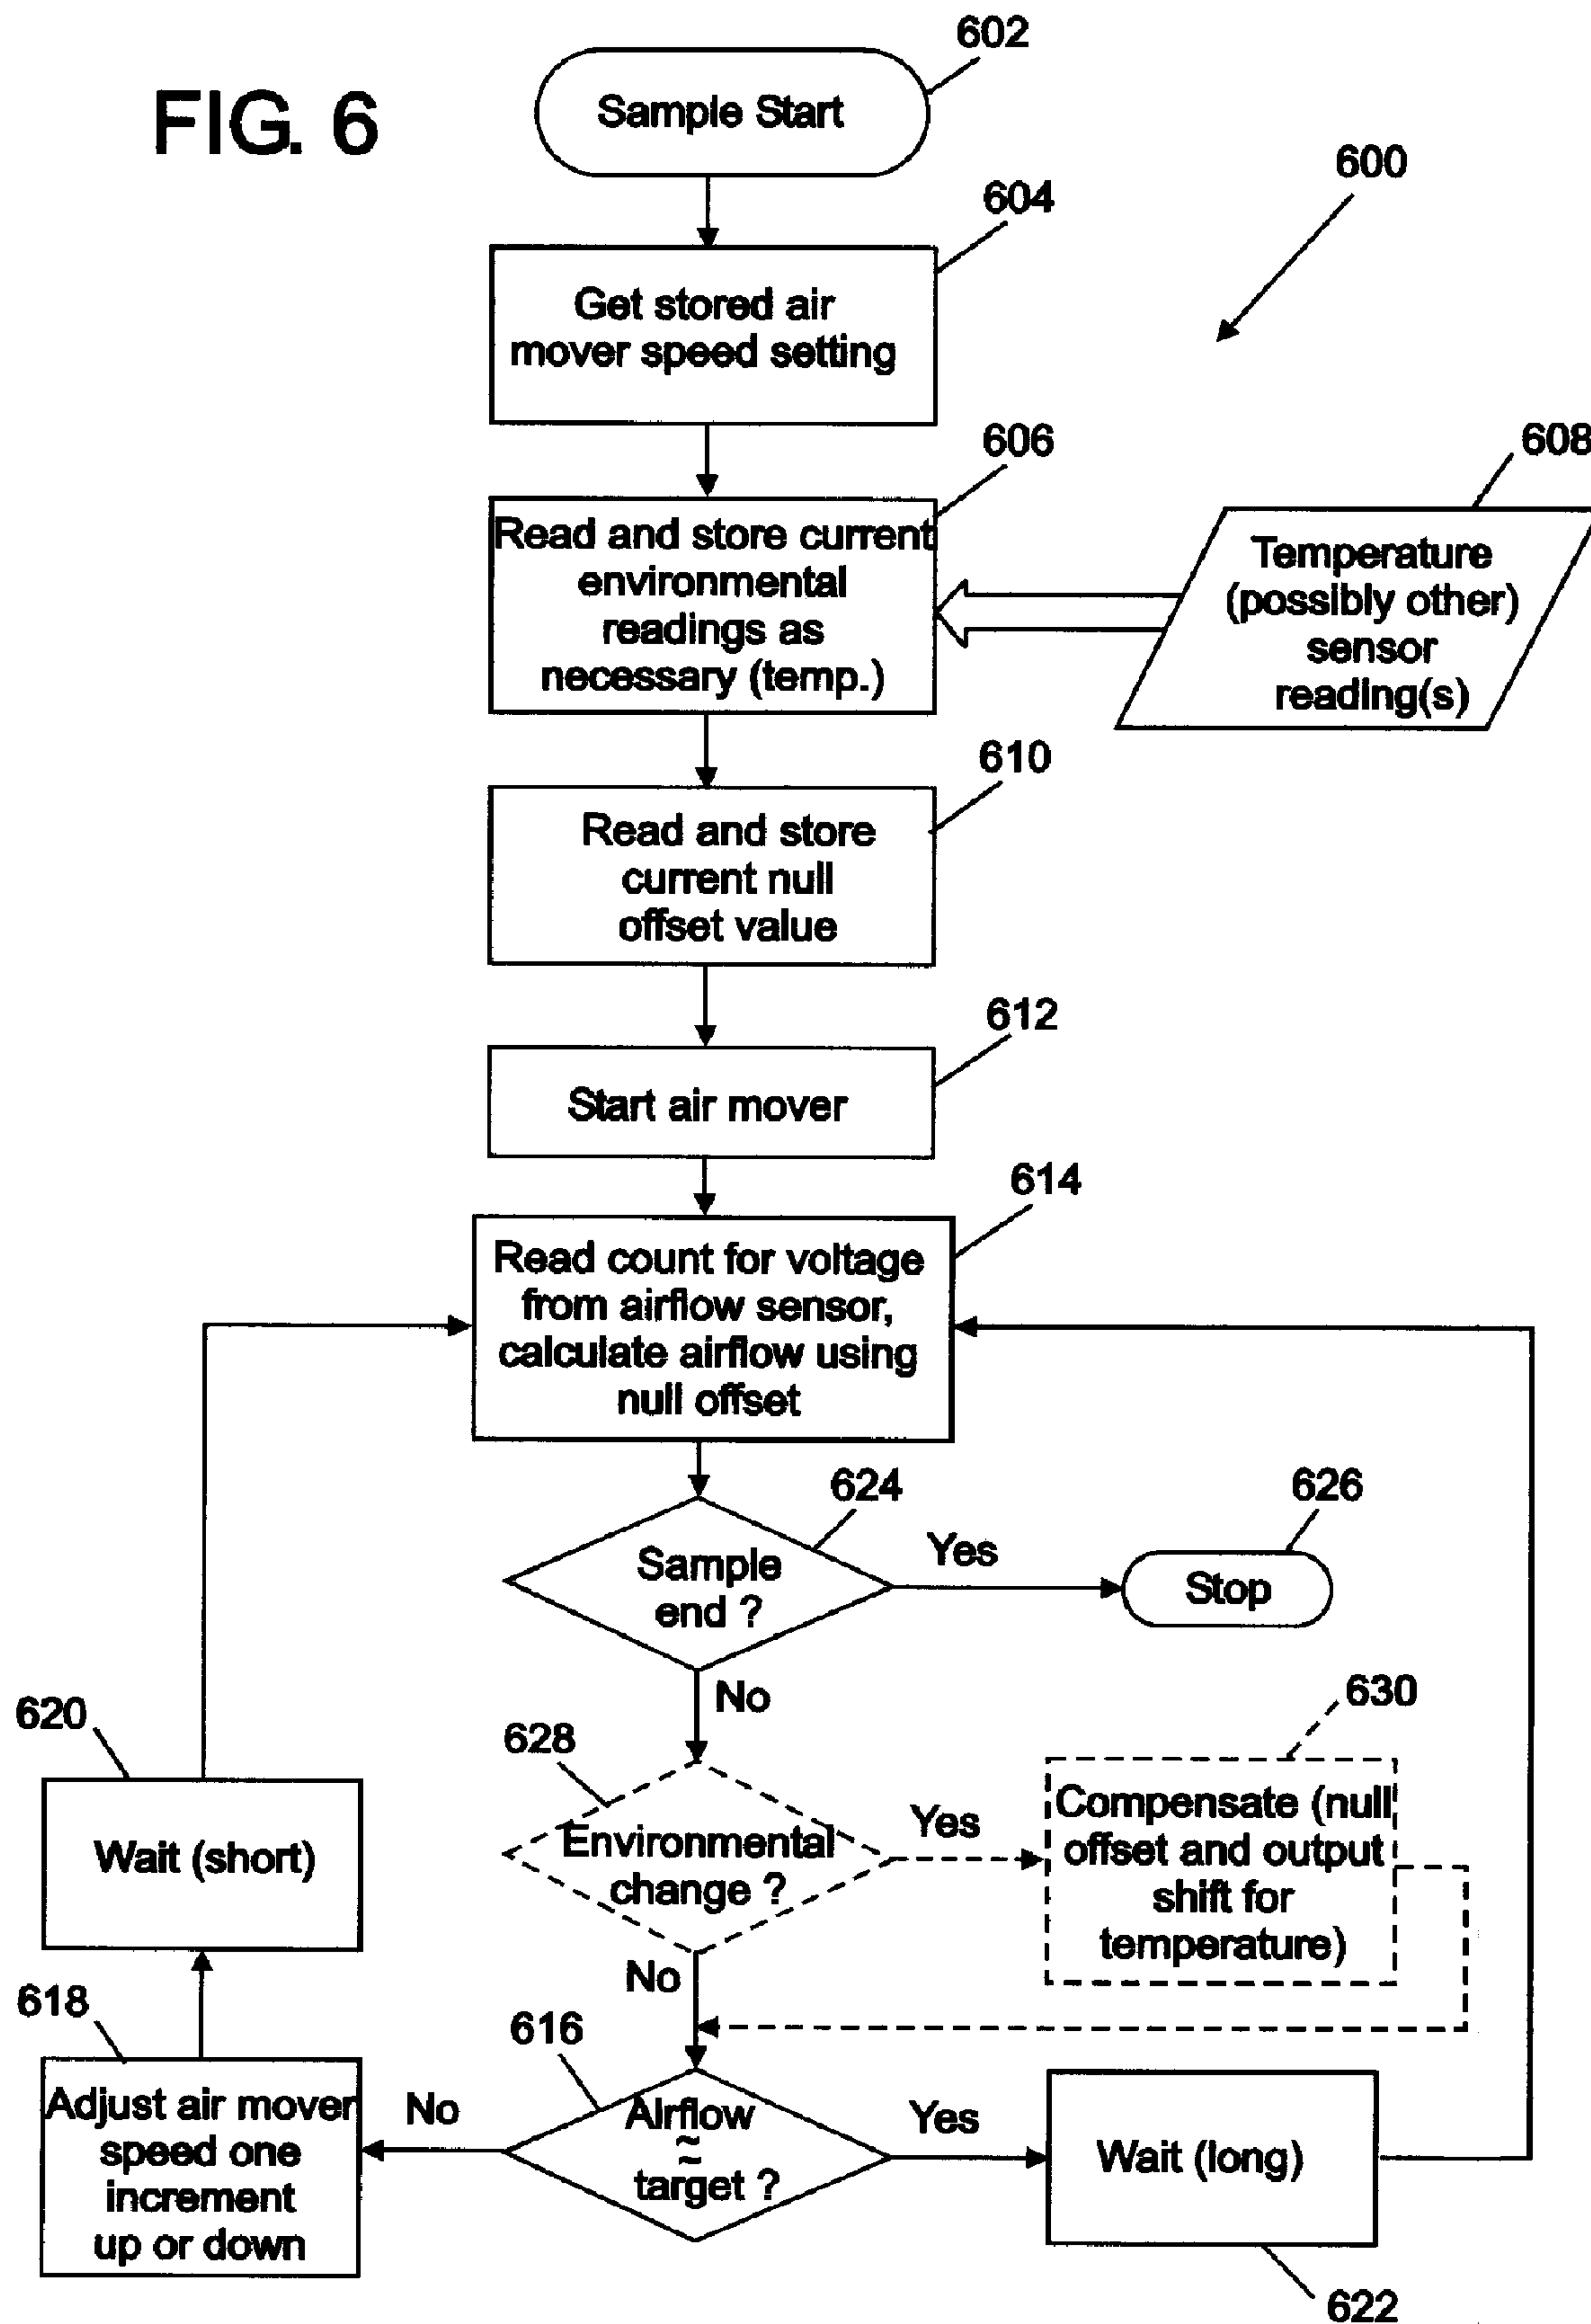 FIG. 6
602
Sample Start
600
604
Get stored air
mover speed setting
606
Read and store current
environmental
readings as
necessary (temp.)
608
Temperature
(possibly other)
sensor
reading(s)
610
Read and store
current null
offset value
612
Start air mover
614
Read count for voltage
from airflow sensor,
calculate airflow using
null offset
624
Sample
end ?
Yes
626
Stop
No
628
Environmental
change ?
Yes
630
Compensate (null
offset and output
shift for
temperature)
No
616
Airflow
≈
target ?
No
618
Adjust air mover
speed one
increment
up or down
620
Wait (short)
Yes
Wait (long)
622